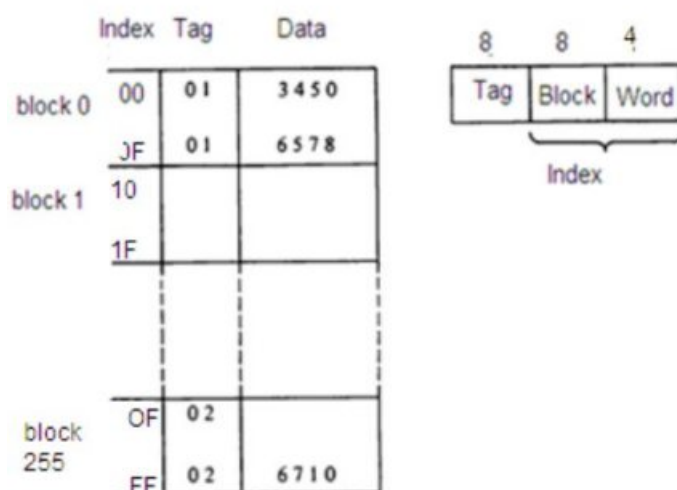 Index Tag Data
block 0 00 01 3450
0F 01 6578
block 1 10
1F
block 255 OF 02
FF 02 6710
8 8 4
Tag Block Word
Index